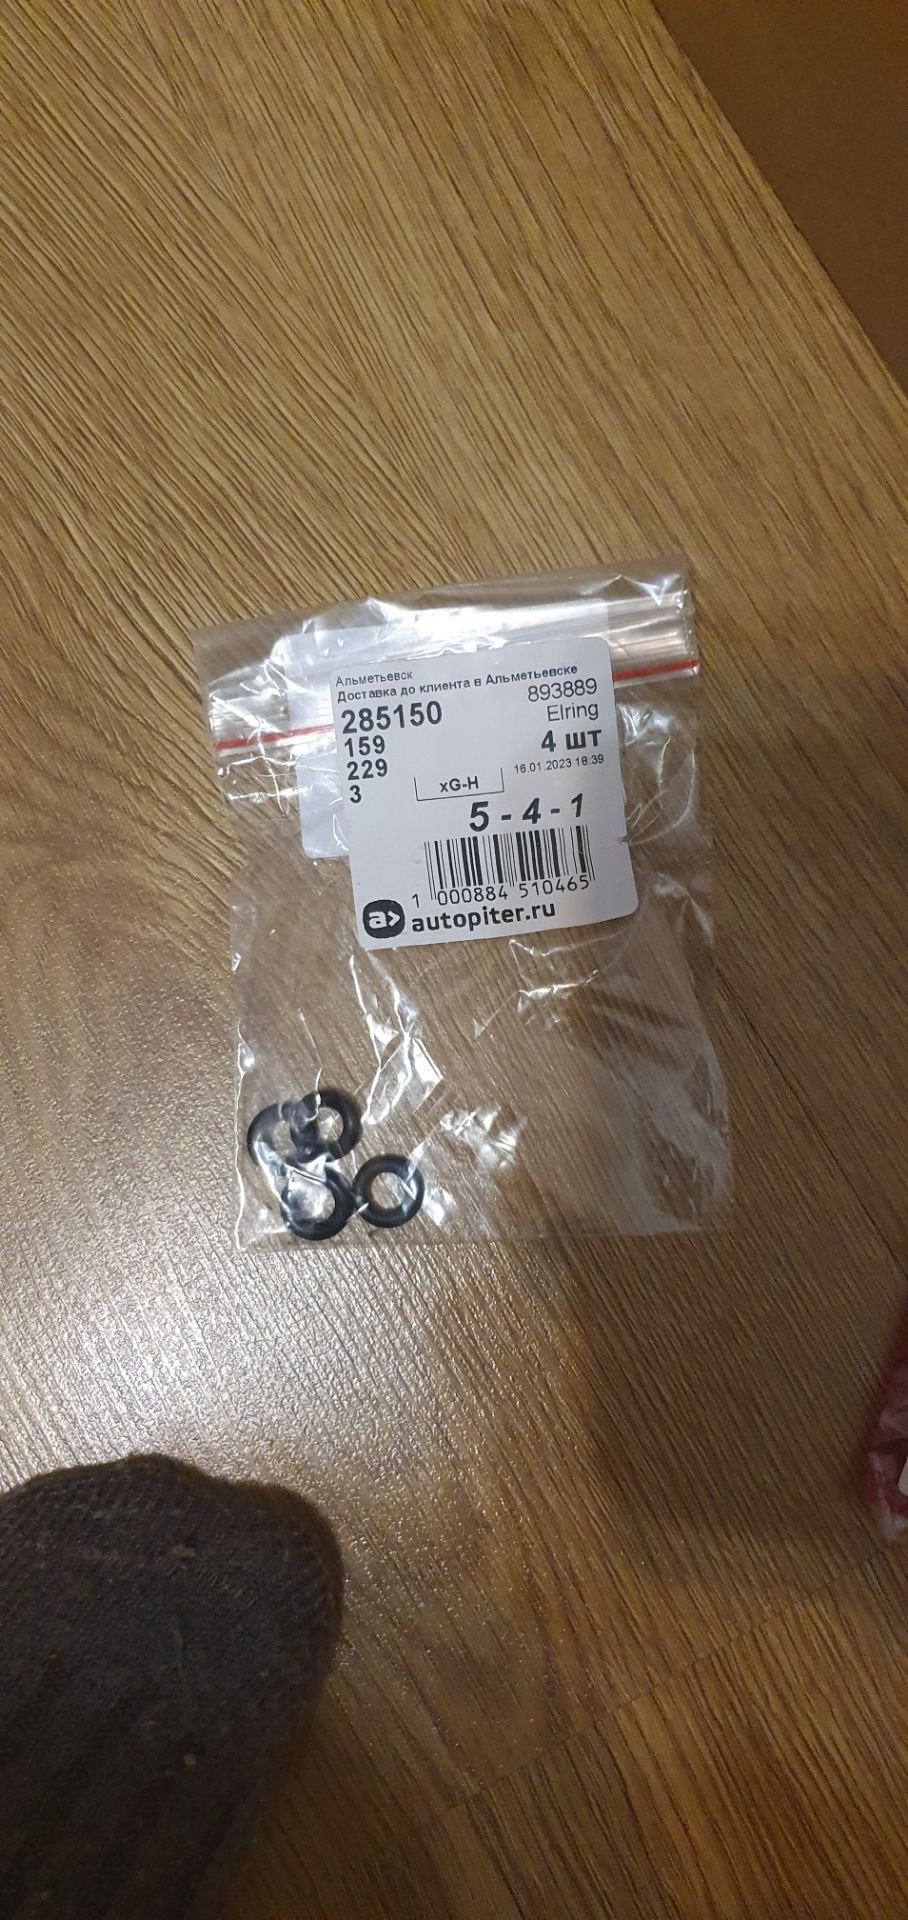 Альметьевск
Доставка до клиента в Альметьевске
285150
893889
159
Elring
229
4 шт
3
16.01.2023 18:39
xG-H
5 - 4 - 1
1 000884 510465
a> autopiter.ru